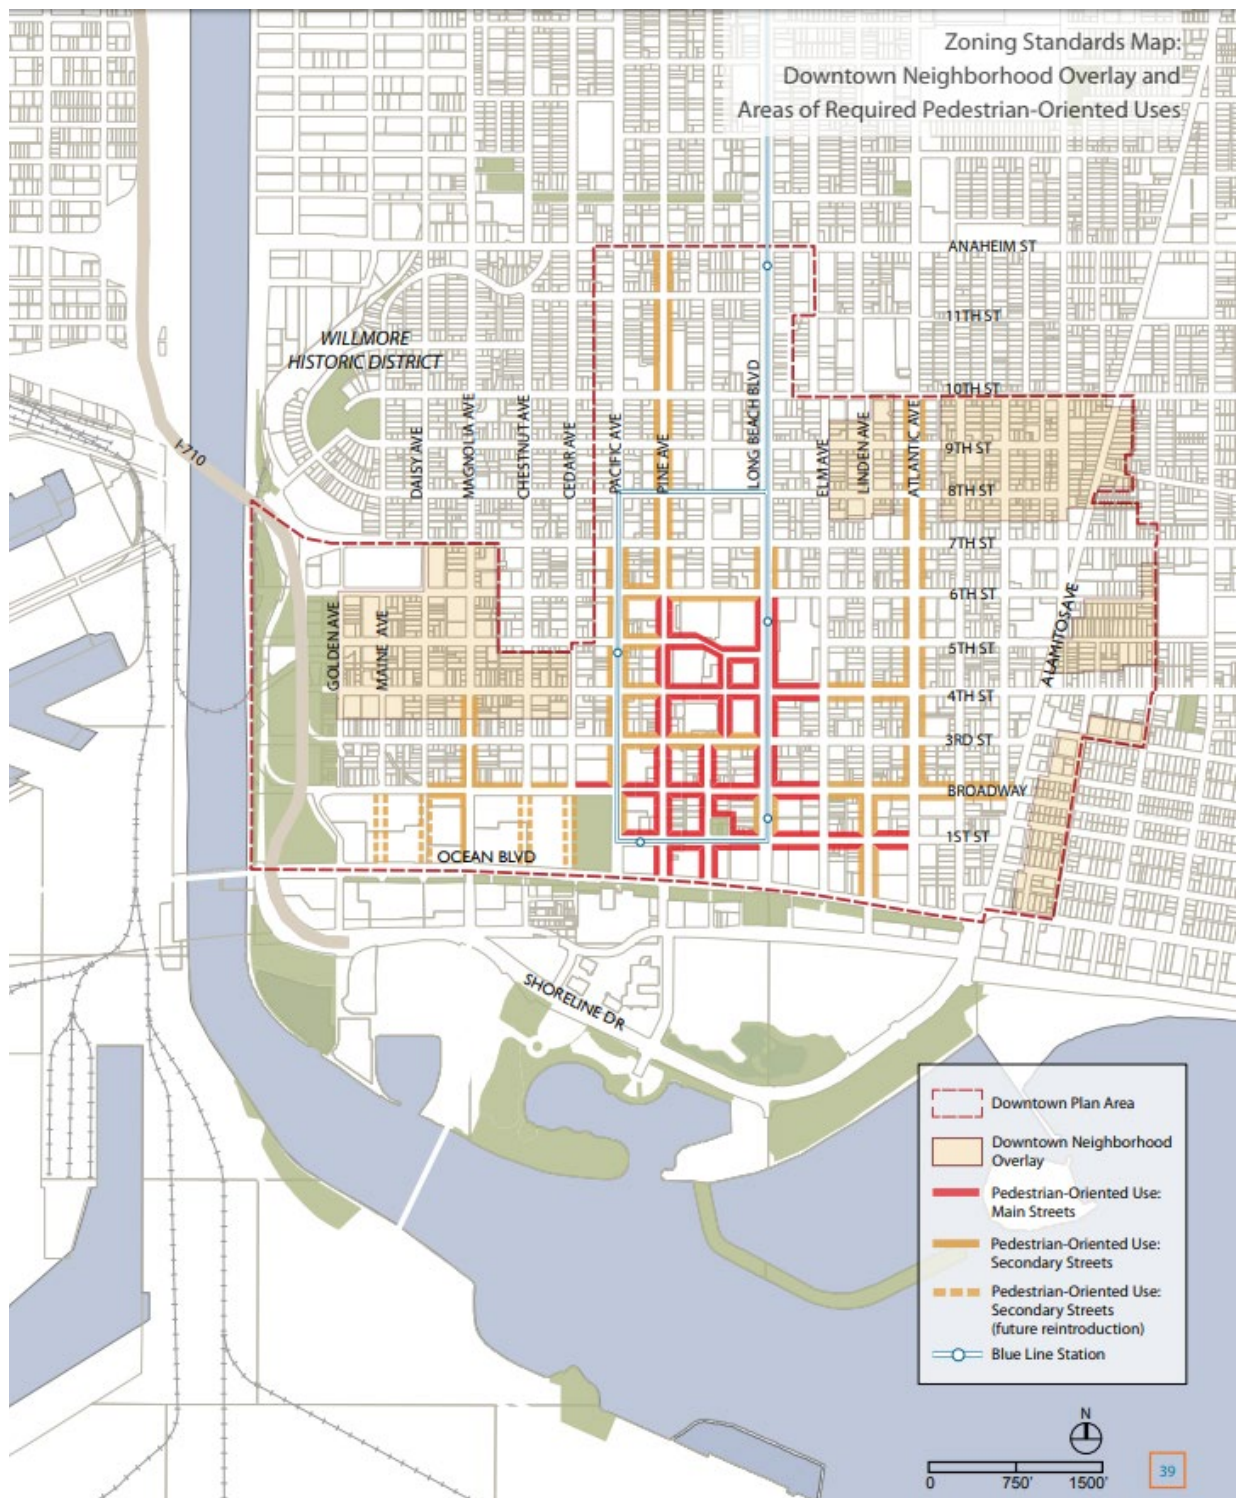 Zoning Standards Map:
Downtown Neighborhood Overlay and
Areas of Required Pedestrian-Oriented Uses
ANAHEIM ST
11TH ST
WILLMORE
HISTORIC DISTRICT
10TH ST
I-710
DAISY AVE
MAGNOLIA AVE
CHESTNUT AVE
CEDAR AVE
PACIFIC AVE
PINE AVE
LONG BEACH BLVD
ELM AVE
LINDEN AVE
ATLANTIC AVE
9TH ST
8TH ST
7TH ST
6TH ST
GOLDEN AVE
MAINE AVE
ALAMITOS AVE
5TH ST
4TH ST
3RD ST
BROADWAY
1ST ST
OCEAN BLVD
SHORELINE DR
Downtown Plan Area
Downtown Neighborhood
Overlay
Pedestrian-Oriented Use:
Main Streets
Pedestrian-Oriented Use:
Secondary Streets
Pedestrian-Oriented Use:
Secondary Streets
(future reintroduction)
Blue Line Station
N
0 750' 1500'
39